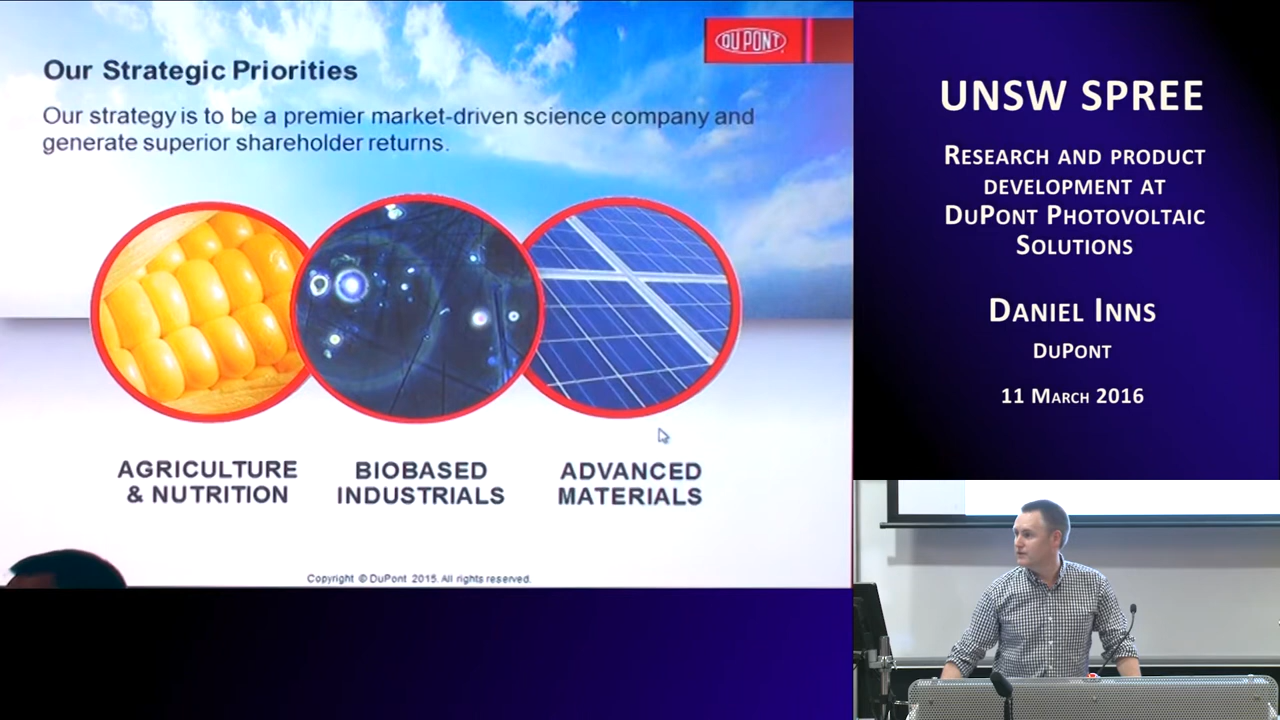 DU PONT
Our Strategic Priorities
Our strategy is to be a premier market-driven science company and
generate superior shareholder returns.
AGRICULTURE
& NUTRITION
BIOBASED
INDUSTRIALS
ADVANCED
MATERIALS
Copyright © DuPont 2015. All rights reserved.
UNSW SPREE
RESEARCH AND PRODUCT
DEVELOPMENT AT
DUPONT PHOTOVOLTAIC
SOLUTIONS
DANIEL INNS
DUPONT
11 MARCH 2016